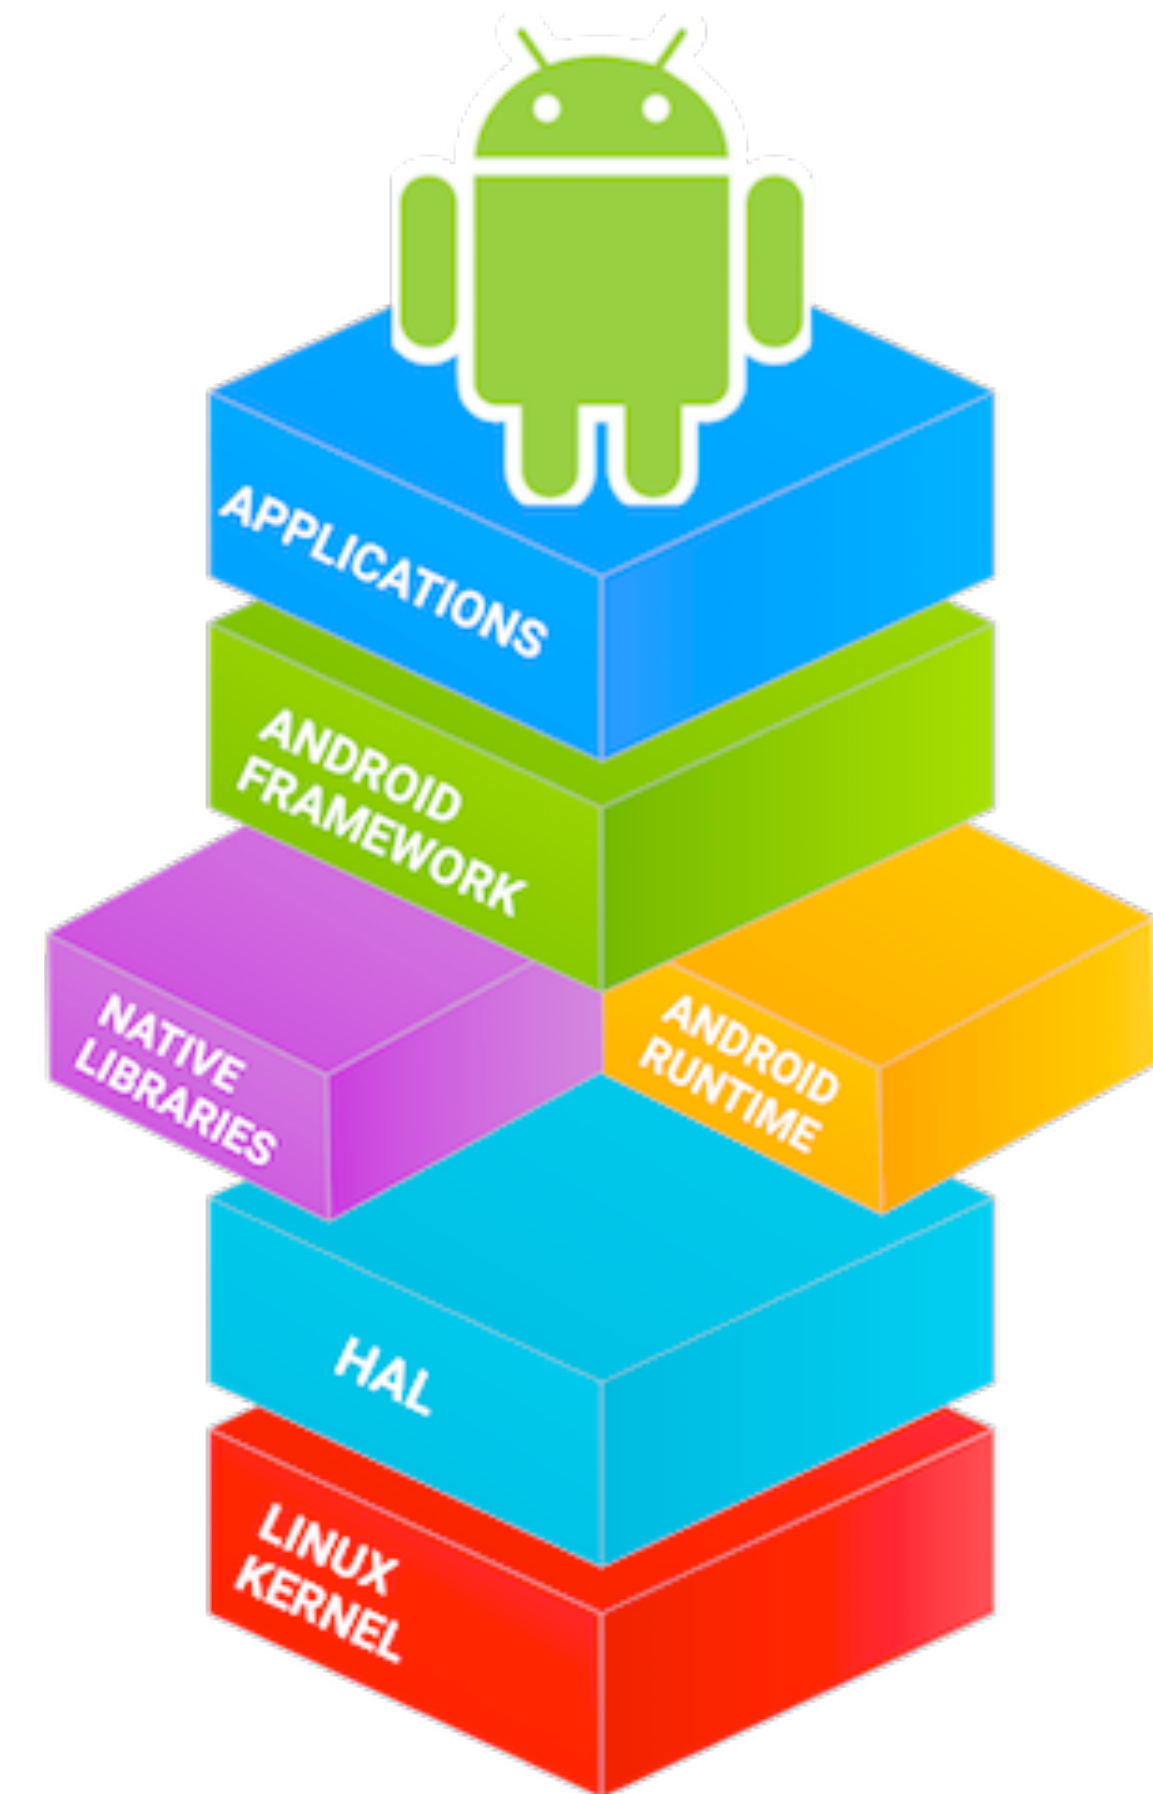 APPLICATIONS
ANDROID
FRAMEWORK
NATIVE
LIBRARIES
ANDROID
RUNTIME
HAL
LINUX
KERNEL